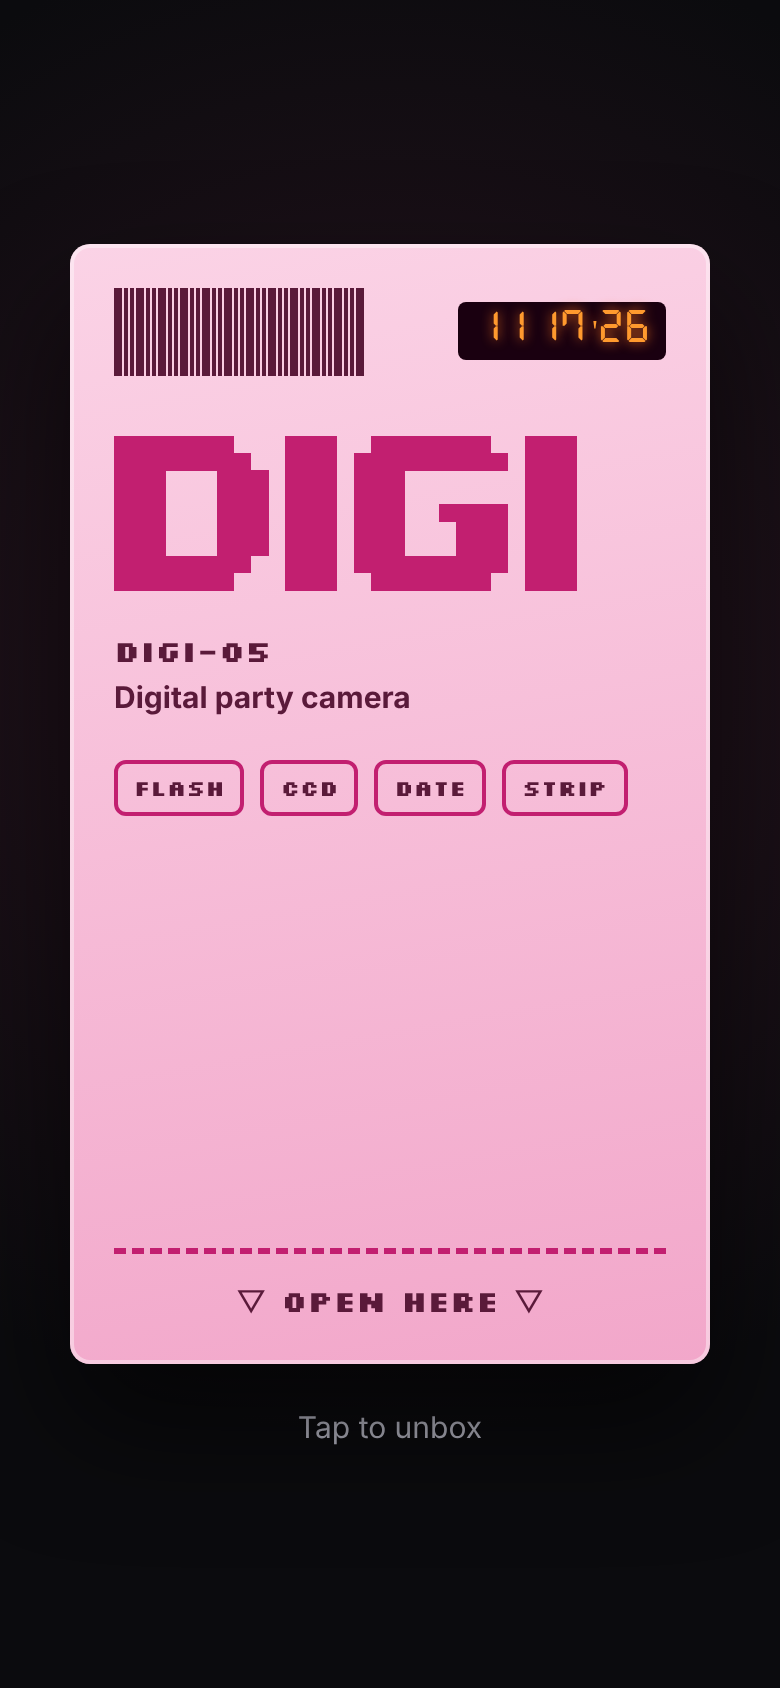 11 17 '26
DIGI
DIGI-05
Digital party camera
FLASH CCD DATE STRIP
▽ OPEN HERE ▽
Tap to unbox